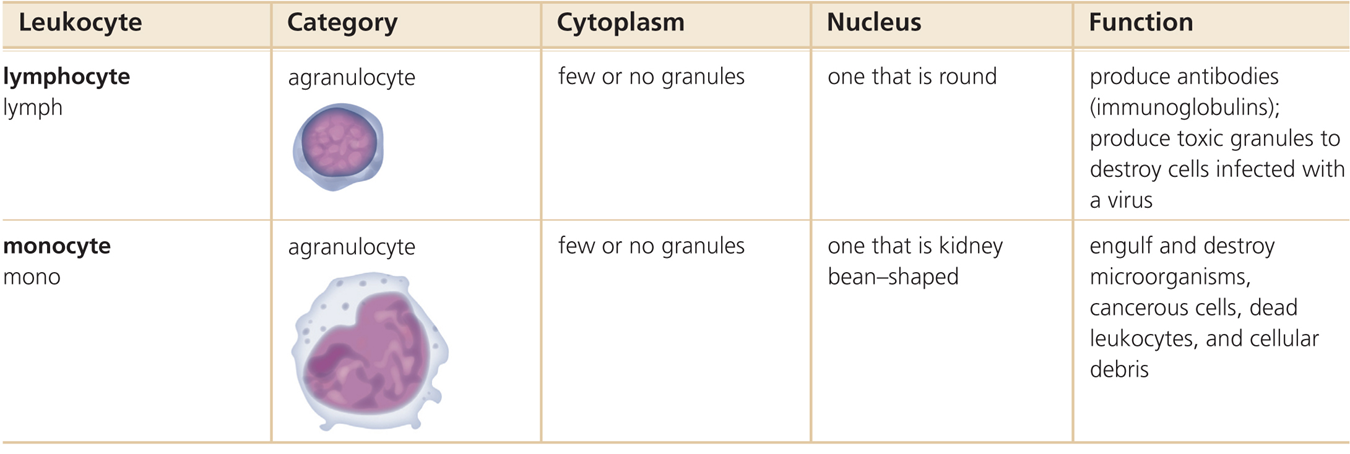 Leukocyte Category Cytoplasm Nucleus Function
lymphocyte
lymph
agranulocyte
few or no granules
one that is round
produce antibodies
(immunoglobulins);
produce toxic granules to
destroy cells infected with
a virus
monocyte
mono
agranulocyte
few or no granules
one that is kidney
bean–shaped
engulf and destroy
microorganisms,
cancerous cells, dead
leukocytes, and cellular
debris